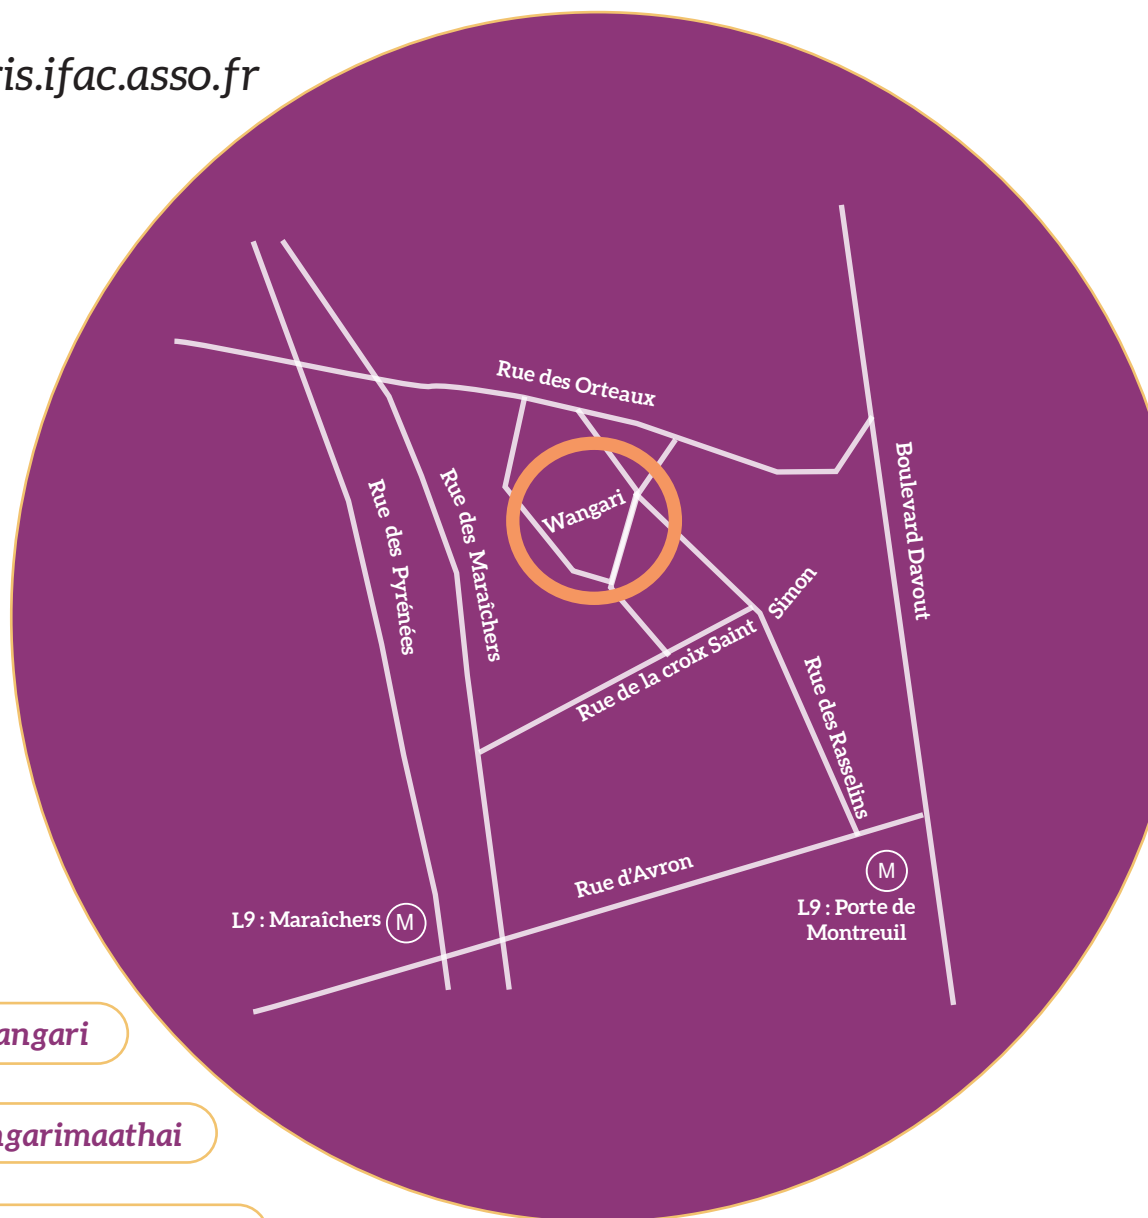 ris.ifac.asso.fr
Rue des Orteaux
Rue des Pyrénées
Rue des Maraîchers
Wangari
Boulevard Davout
Rue de la croix Saint Simon
Rue des Rasselins
Rue d'Avron
L9 : Maraîchers M
M
L9 : Porte de
Montreuil
angari
ngarimaathai